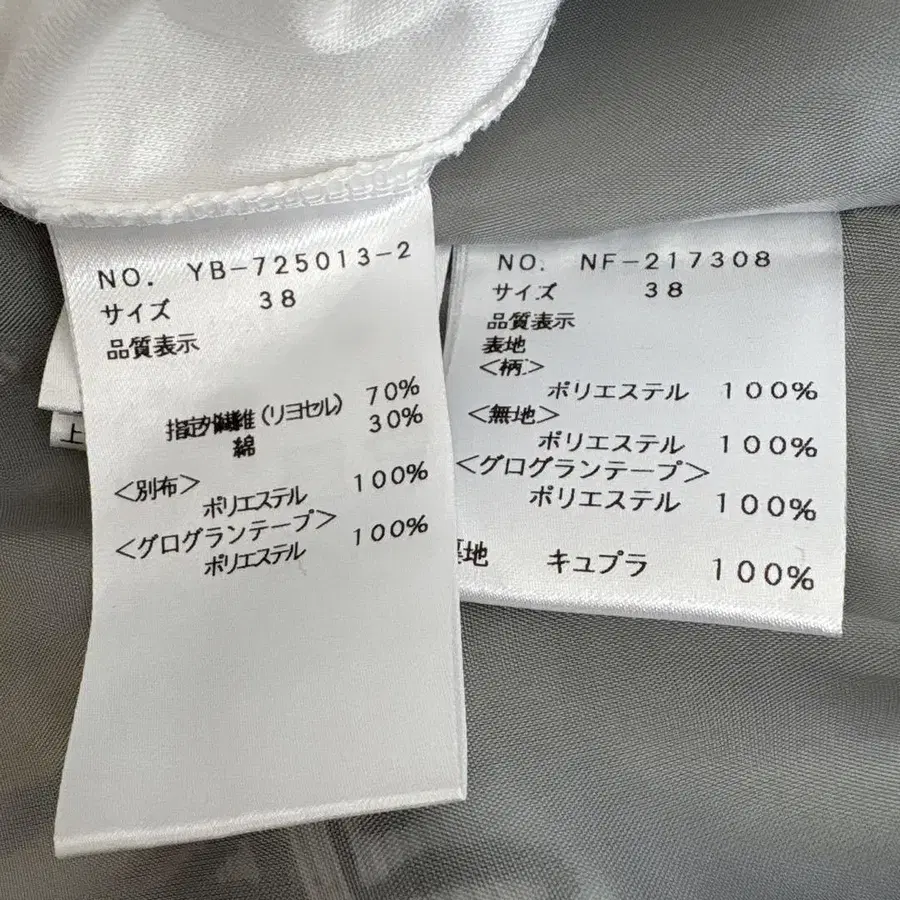 NO. YB-725013-2
サイズ 38
品質表示
指定外繊維(リヨセル) 70%
綿 30%
<別布>
ポリエステル 100%
<グログランテープ>
ポリエステル 100%
上
NO. NF-217308
サイズ 38
品質表示
表地
<柄>
ポリエステル 100%
<無地>
ポリエステル 100%
<グログランテープ>
ポリエステル 100%
裏地 キュプラ 100%